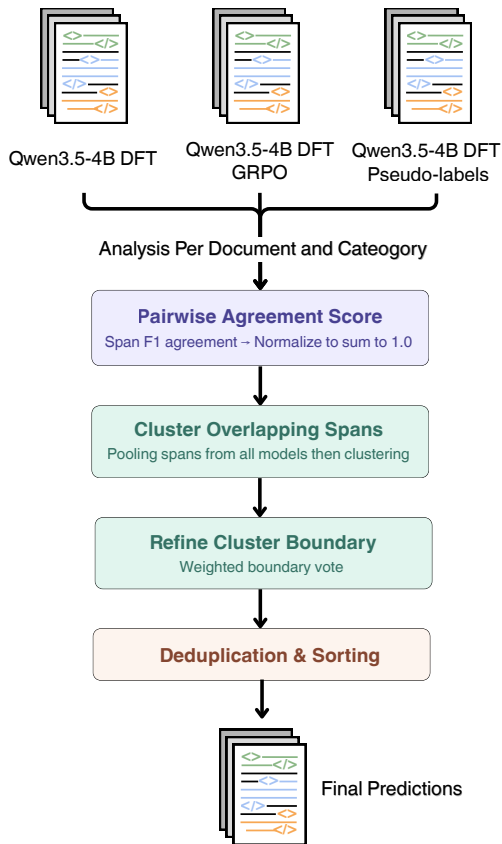 Qwen3.5-4B DFT
Qwen3.5-4B DFT
GRPO
Qwen3.5-4B DFT
Pseudo-labels
Analysis Per Document and Cateogory
Pairwise Agreement Score
Span F1 agreement → Normalize to sum to 1.0
Cluster Overlapping Spans
Pooling spans from all models then clustering
Refine Cluster Boundary
Weighted boundary vote
Deduplication & Sorting
Final Predictions